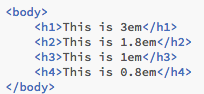 <body>
    <h1>This is 3em</h1>
    <h2>This is 1.8em</h2>
    <h3>This is 1em</h3>
    <h4>This is 0.8em</h4>
</body>